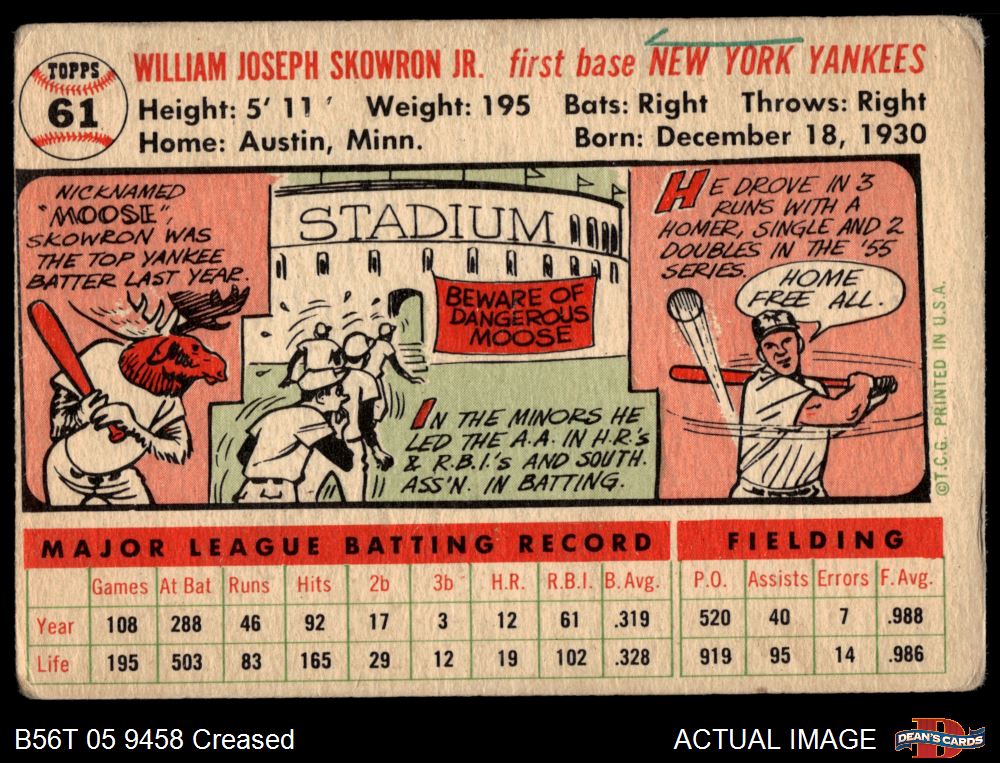 TOPPS
61
WILLIAM JOSEPH SKOWRON JR. first base NEW YORK YANKEES
Height: 5' 11' Weight: 195 Bats: Right Throws: Right
Home: Austin, Minn. Born: December 18, 1930
NICKNAMED
"MOOSE",
SKOWRON WAS
THE TOP YANKEE
BATTER LAST YEAR.
STADIUM
BEWARE OF
DANGEROUS
MOOSE
IN THE MINORS HE
LED THE A.A. IN H.R.'s
& R.B.I.'s AND SOUTH.
ASS'N. IN BATTING.
HE DROVE IN 3
RUNS WITH A
HOMER, SINGLE AND 2
DOUBLES IN THE '55
SERIES.
HOME
FREE ALL.
©T.C.G. PRINTED IN U.S.A.
MAJOR LEAGUE BATTING RECORD FIELDING
Games At Bat Runs Hits 2b 3b H.R. R.B.I. B. Avg. P.O. Assists Errors F. Avg.
Year 108 288 46 92 17 3 12 61 .319 520 40 7 .988
Life 195 503 83 165 29 12 19 102 .328 919 95 14 .986
B56T 05 9458 Creased ACTUAL IMAGE DEAN'S CARDS